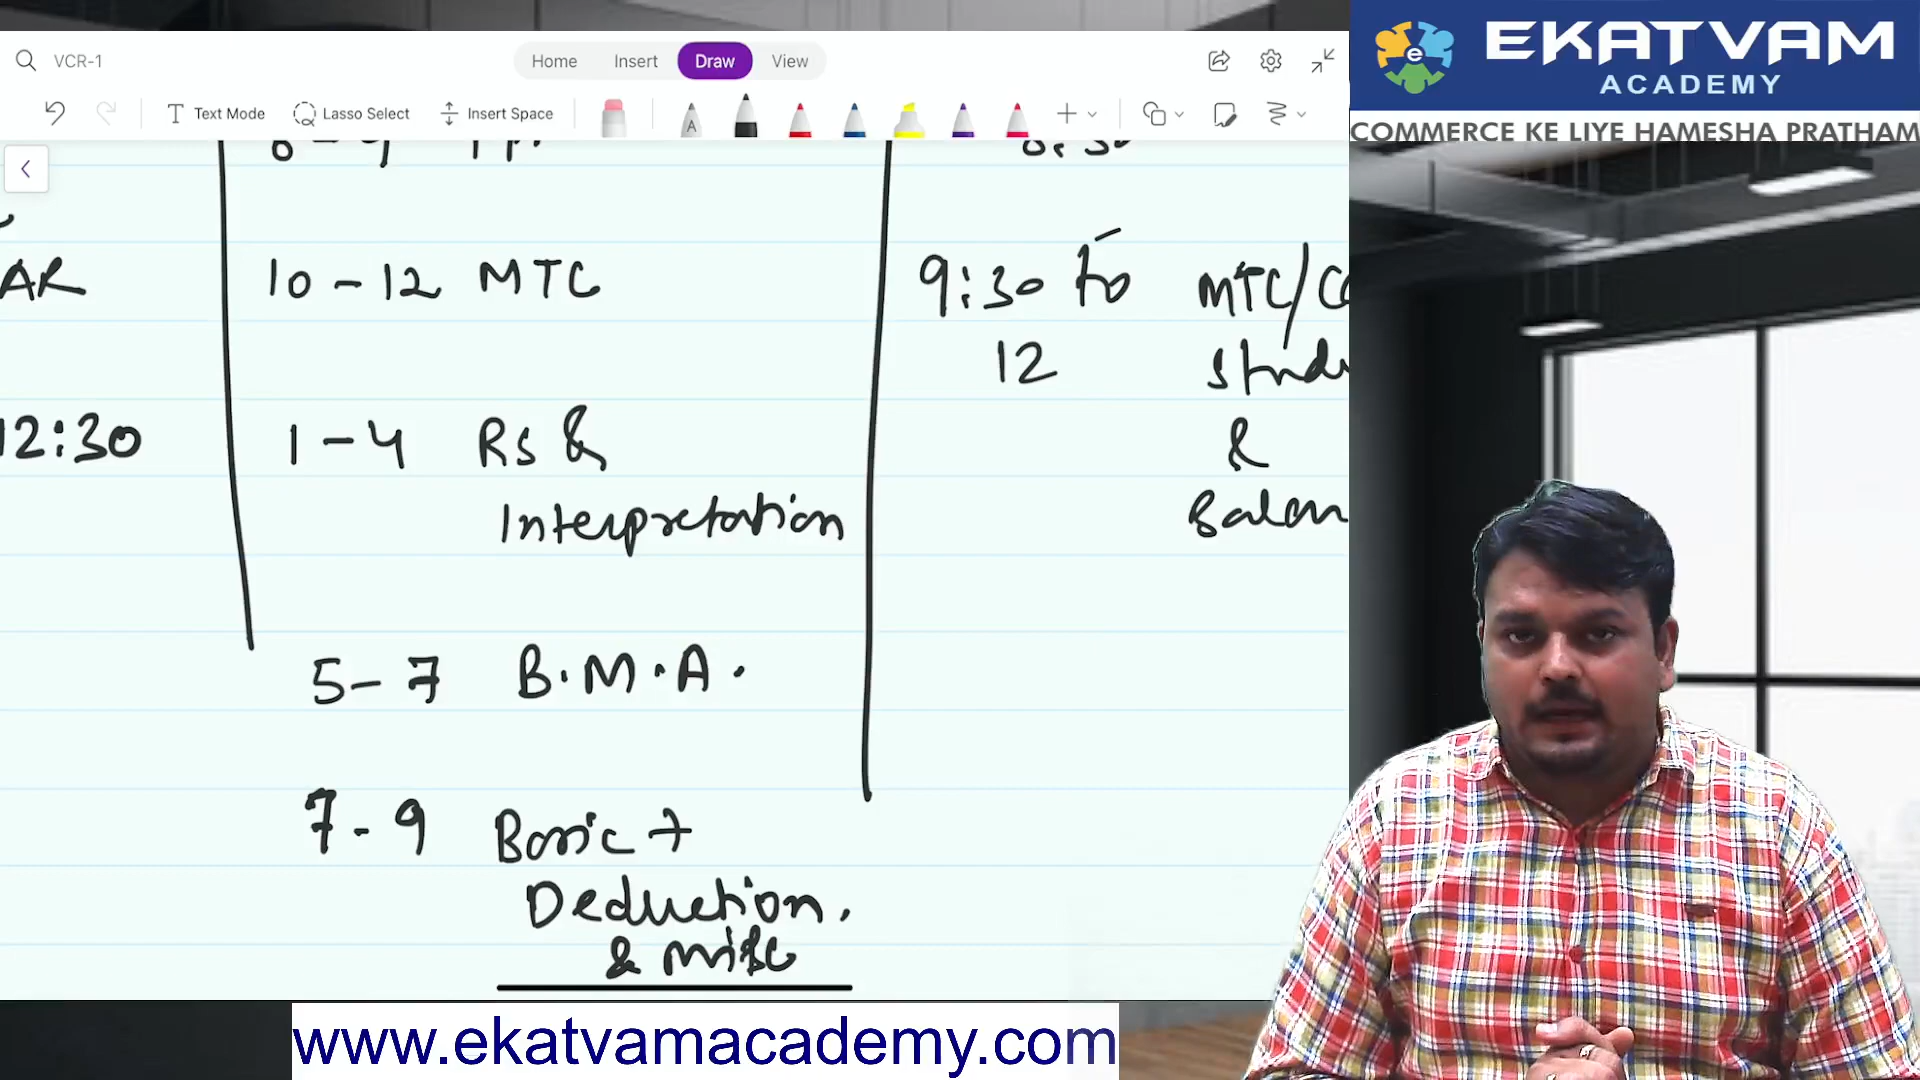 EKATVAM
ACADEMY
COMMERCE KE LIYE HAMESHA PRATHAM
VCR-1
Home Insert Draw View
Text Mode Lasso Select Insert Space
AR
12:30
10-12 MTC
1-4 RS &
Interpretation
5-7 B.M.A.
7-9 Basic +
Deduction.
& misc
9:30 to MTC/
12
&
www.ekatvamacademy.com